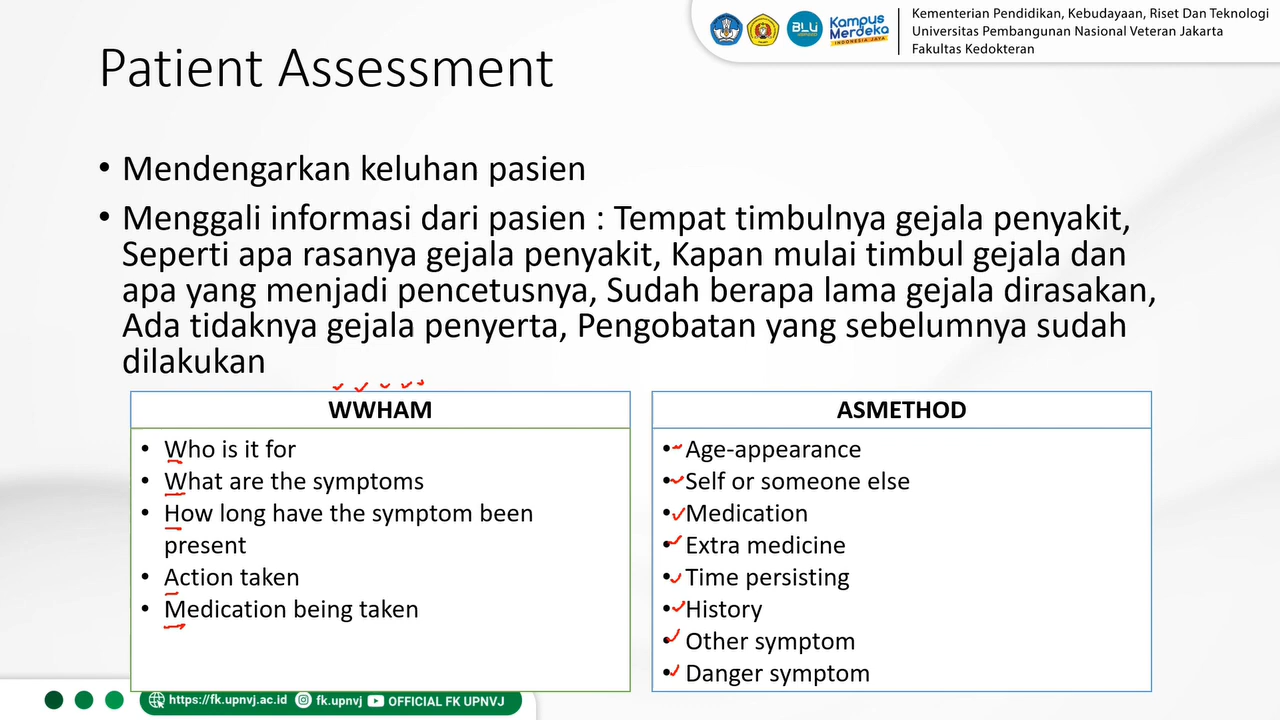 Kementerian Pendidikan, Kebudayaan, Riset Dan Teknologi
Universitas Pembangunan Nasional Veteran Jakarta
Fakultas Kedokteran
BLU
Kampus
Merdeka
INDONESIA JAYA
Patient Assessment
• Mendengarkan keluhan pasien
• Menggali informasi dari pasien : Tempat timbulnya gejala penyakit,
Seperti apa rasanya gejala penyakit, Kapan mulai timbul gejala dan
apa yang menjadi pencetusnya, Sudah berapa lama gejala dirasakan,
Ada tidaknya gejala penyerta, Pengobatan yang sebelumnya sudah
dilakukan
WWHAM
• Who is it for
• What are the symptoms
• How long have the symptom been
present
• Action taken
• Medication being taken
ASMETHOD
• Age-appearance
• Self or someone else
• Medication
• Extra medicine
• Time persisting
• History
• Other symptom
• Danger symptom
https://fk.upnvj.ac.id fk.upnvj OFFICIAL FK UPNVJ